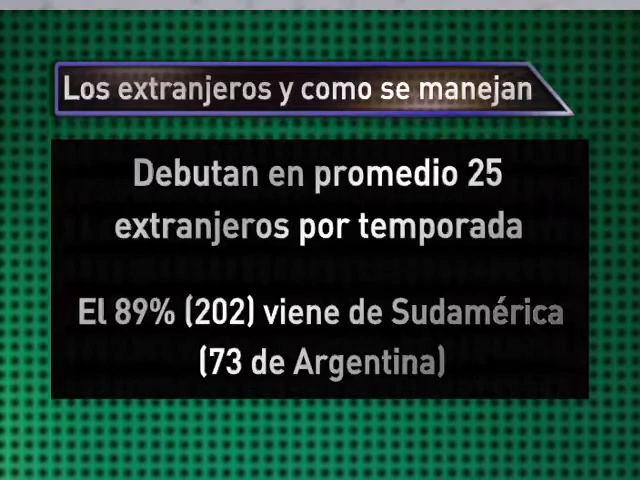 Los extranjeros y como se manejan
Debutan en promedio 25
extranjeros por temporada
El 89% (202) viene de Sudamérica
(73 de Argentina)